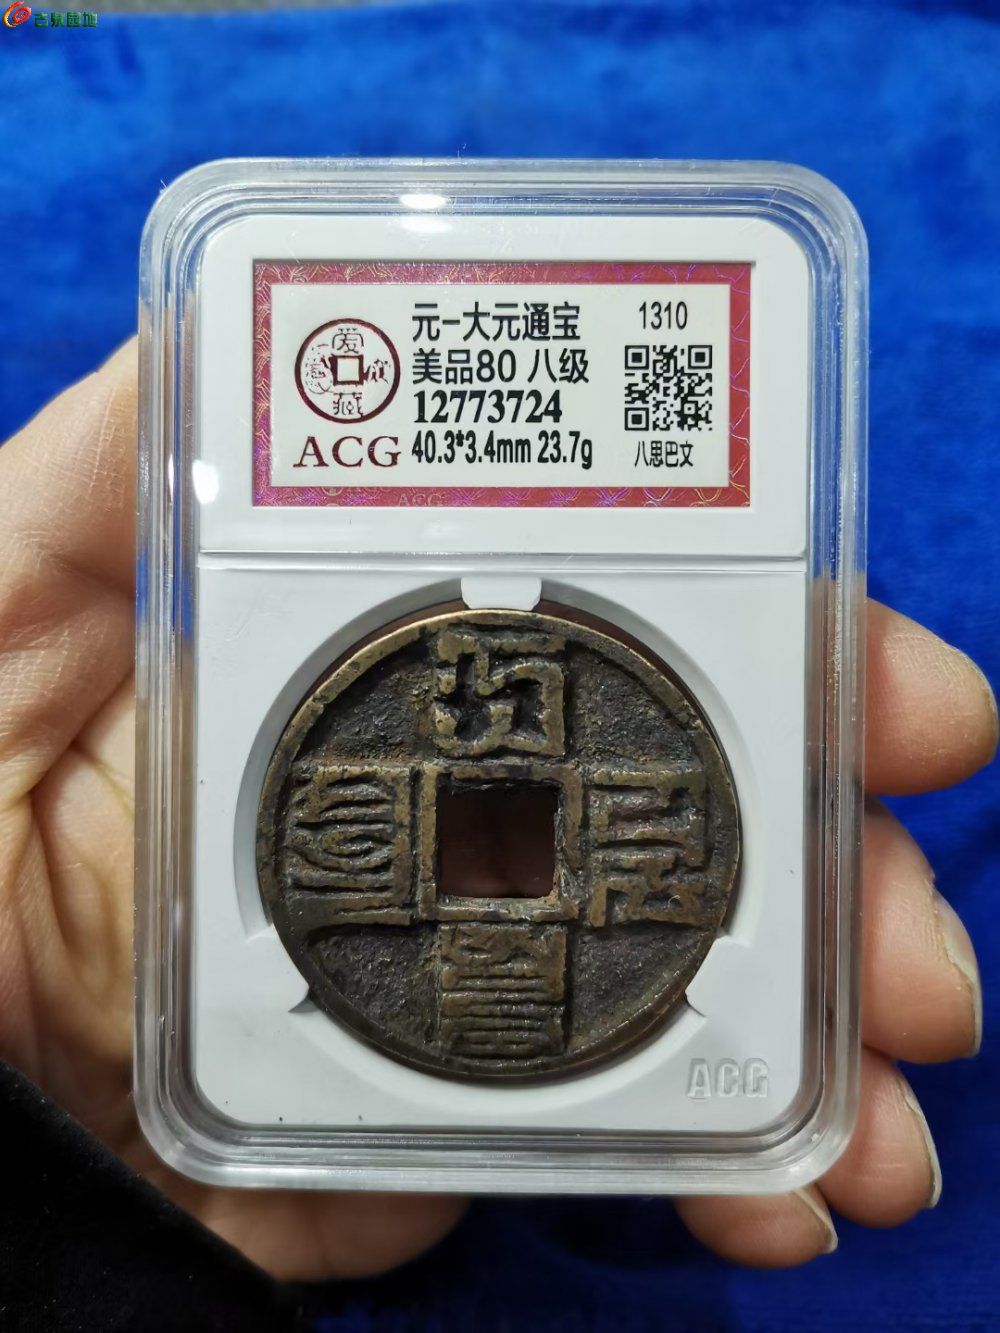 古泉园地
元-大元通宝
1310
美品80 八级
12773724
ACG
40.3*3.4mm 23.7g
八思巴文
ACG
ACG